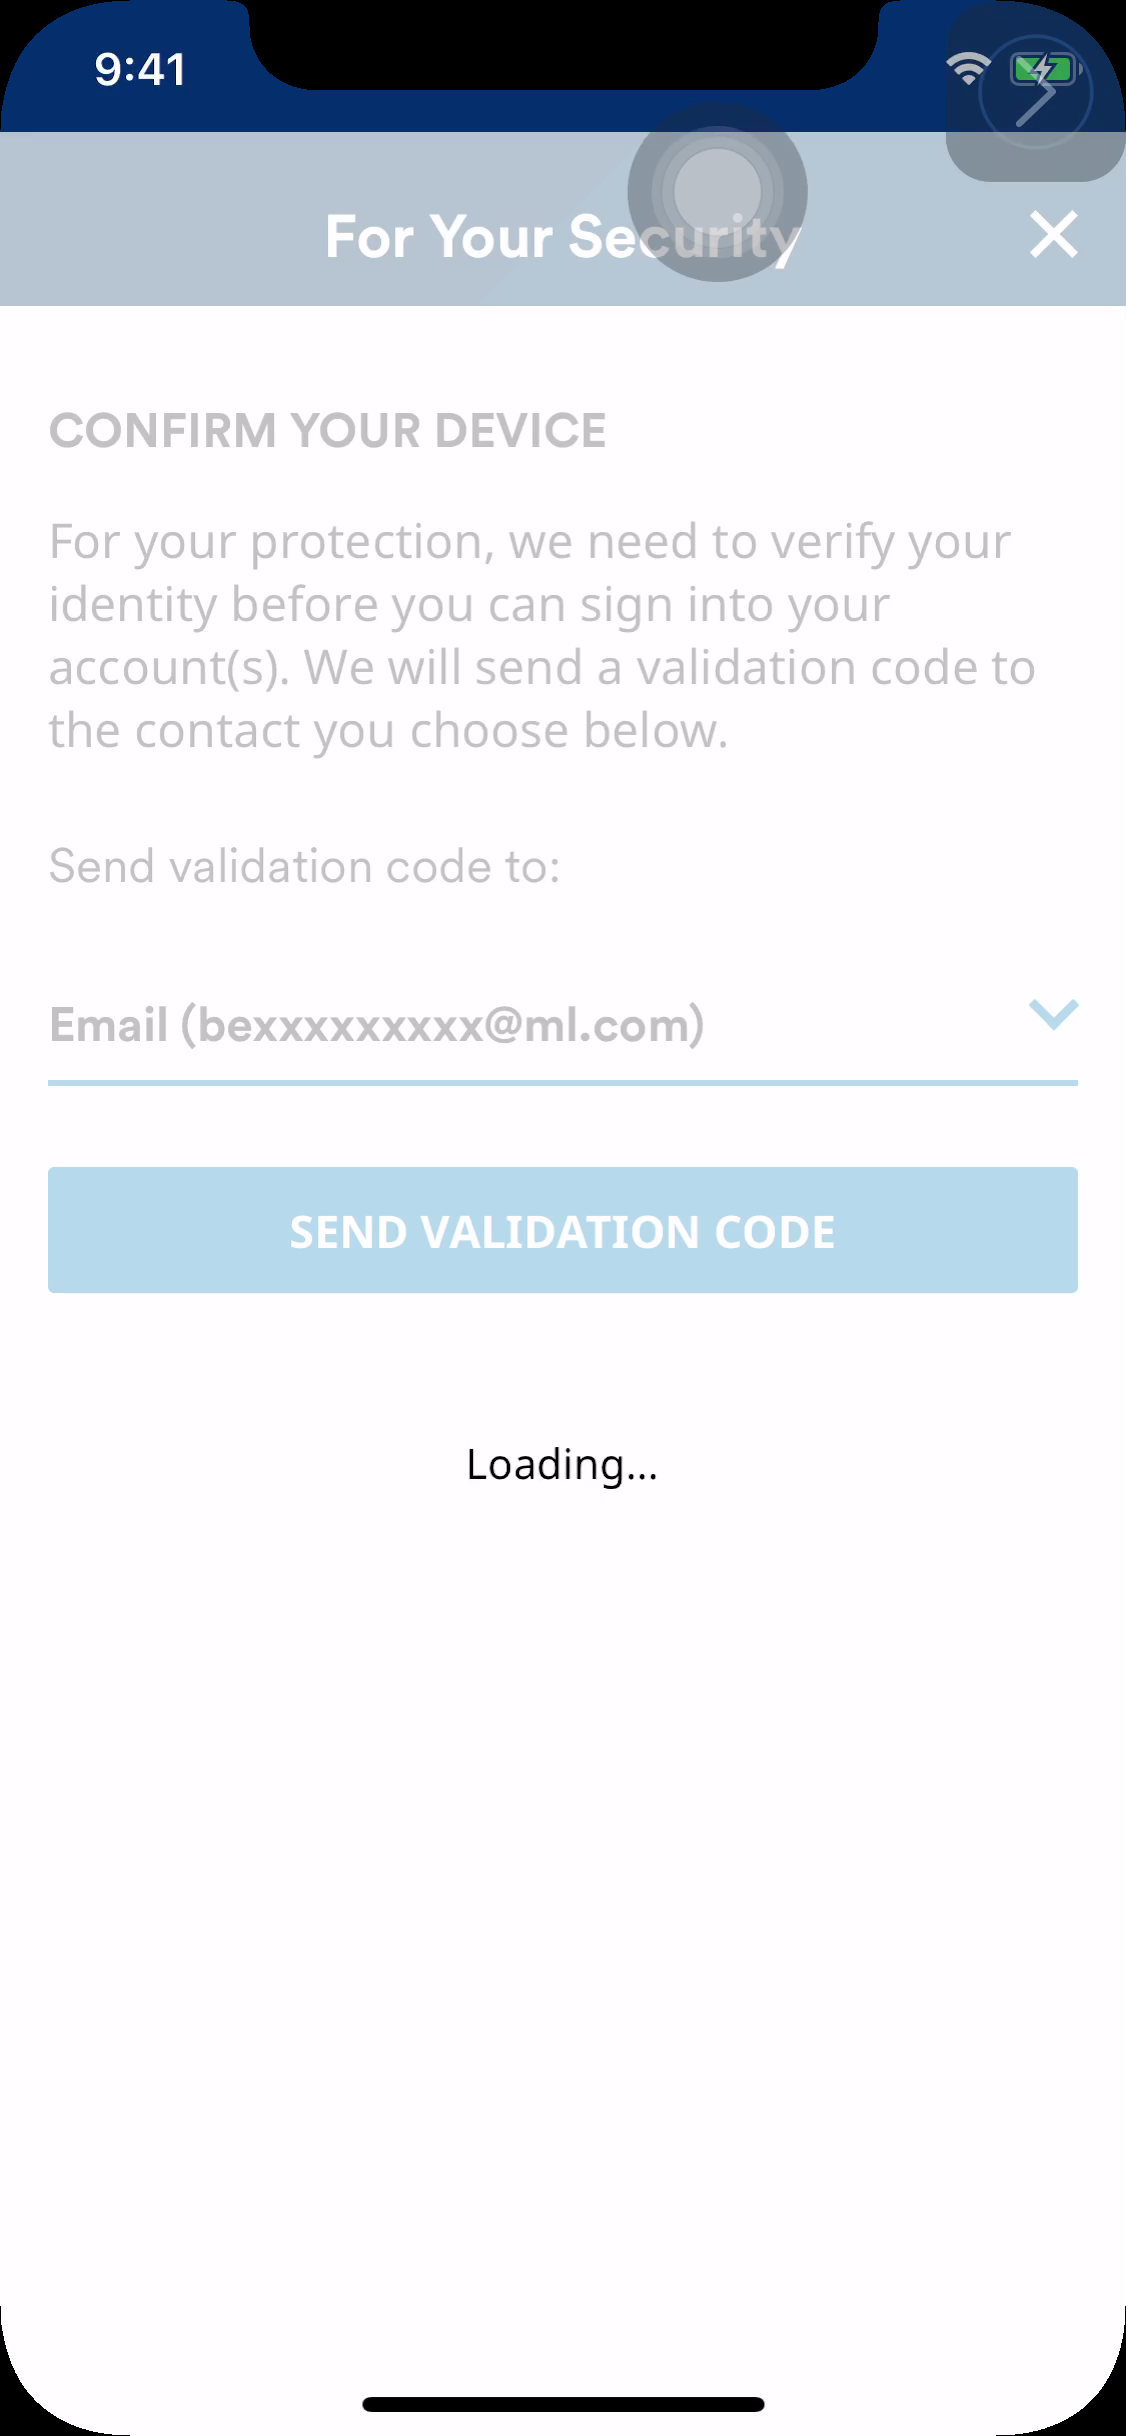 9:41
For Your Security
CONFIRM YOUR DEVICE
For your protection, we need to verify your
identity before you can sign into your
account(s). We will send a validation code to
the contact you choose below.
Send validation code to:
Email (bexxxxxxxxx@ml.com)
SEND VALIDATION CODE
Loading...